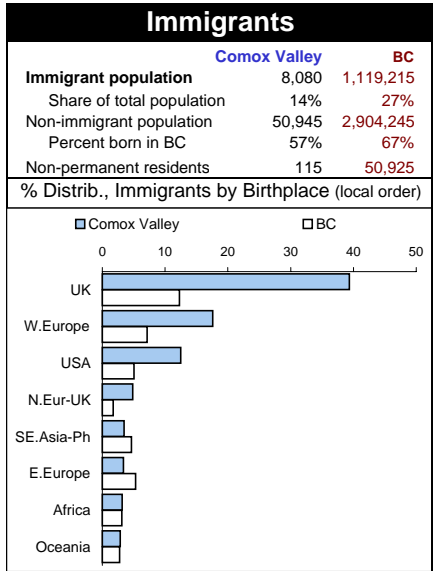 Immigrants
Comox Valley BC
Immigrant population 8,080 1,119,215
Share of total population 14% 27%
Non-immigrant population 50,945 2,904,245
Percent born in BC 57% 67%
Non-permanent residents 115 50,925
% Distrib., Immigrants by Birthplace (local order)
Comox Valley BC
0 10 20 30 40 50
UK
W.Europe
USA
N.Eur-UK
SE.Asia-Ph
E.Europe
Africa
Oceania